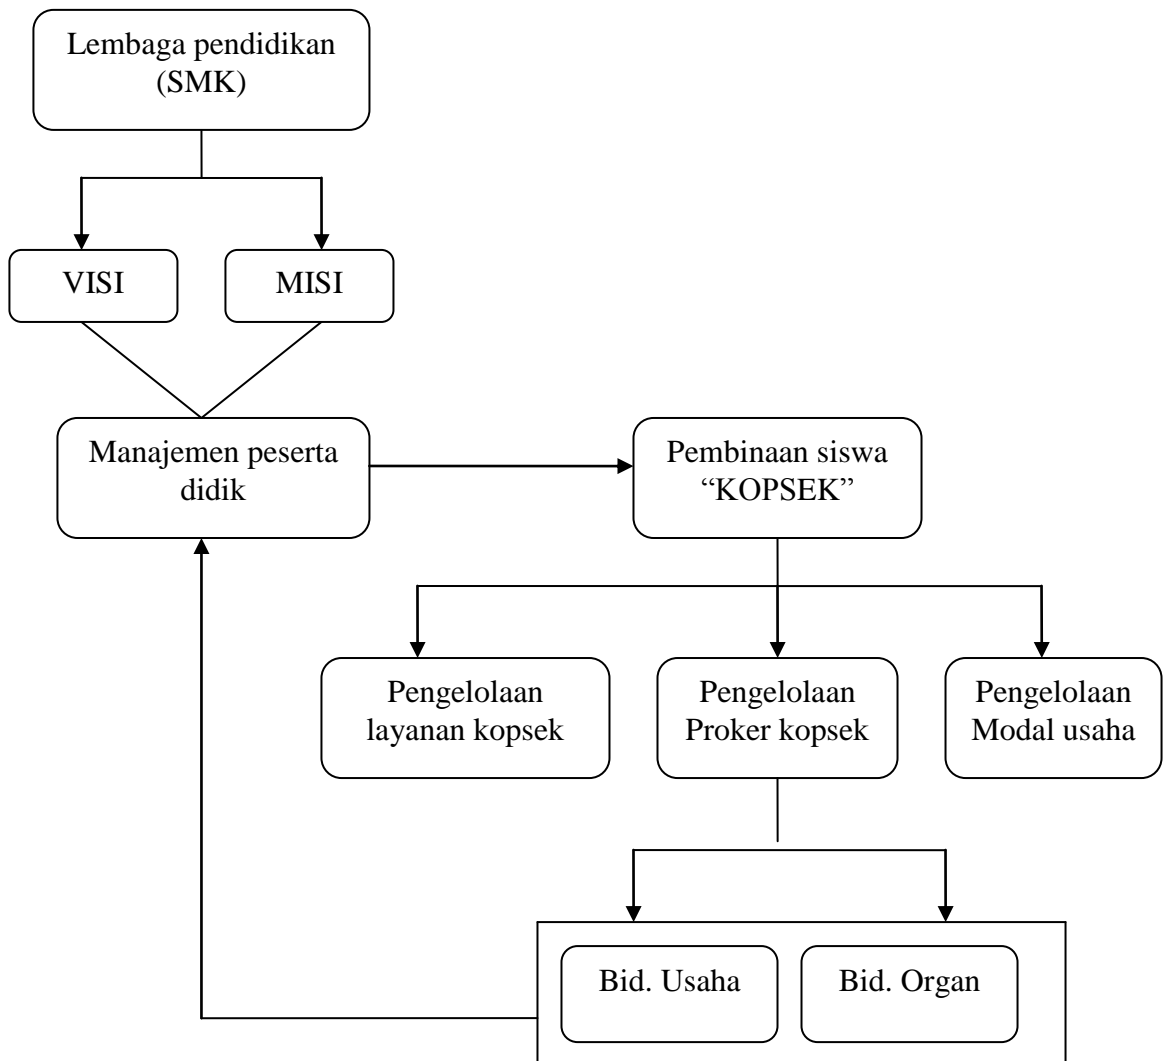 Lembaga pendidikan
(SMK)
VISI
MISI
Manajemen peserta
didik
Pembinaan siswa
“KOPSEK”
Pengelolaan
layanan kopsek
Pengelolaan
Proker kopsek
Pengelolaan
Modal usaha
Bid. Usaha
Bid. Organ